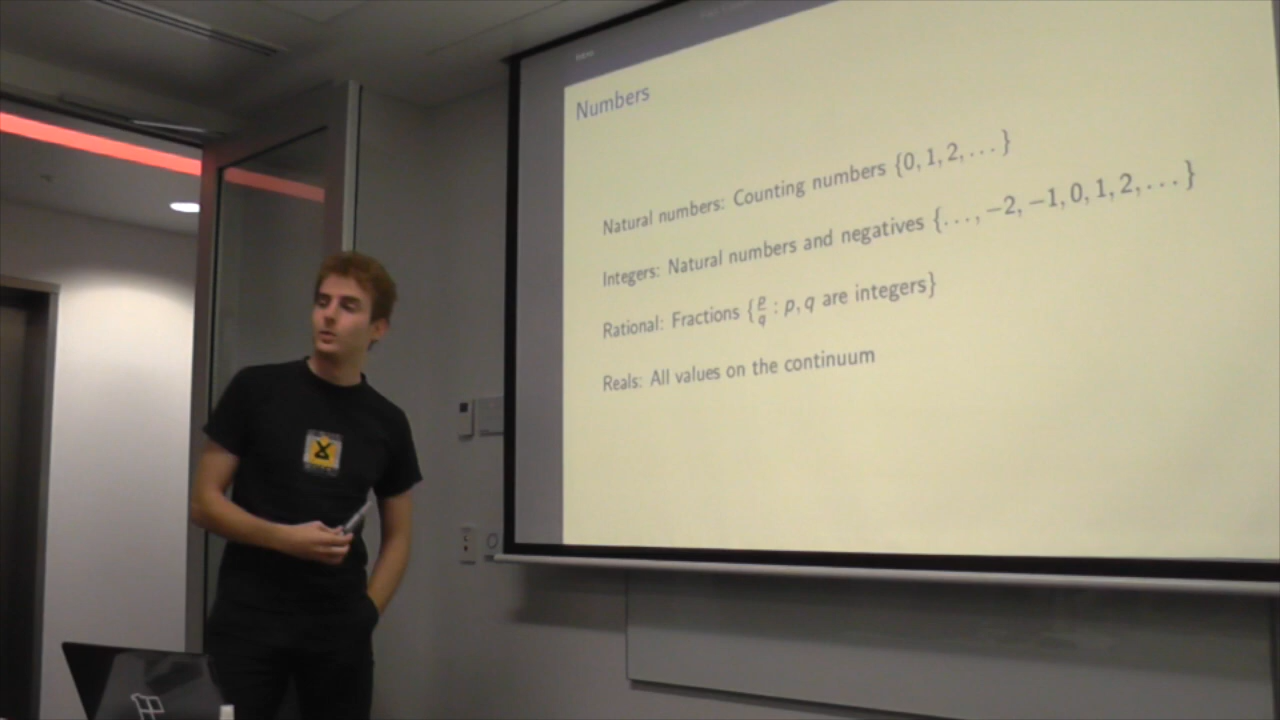 Intro
Numbers
Natural numbers: Counting numbers {0, 1, 2, . . . }
Integers: Natural numbers and negatives {. . . , −2, −1, 0, 1, 2, . . . }
Rational: Fractions {p/q : p, q are integers}
Reals: All values on the continuum